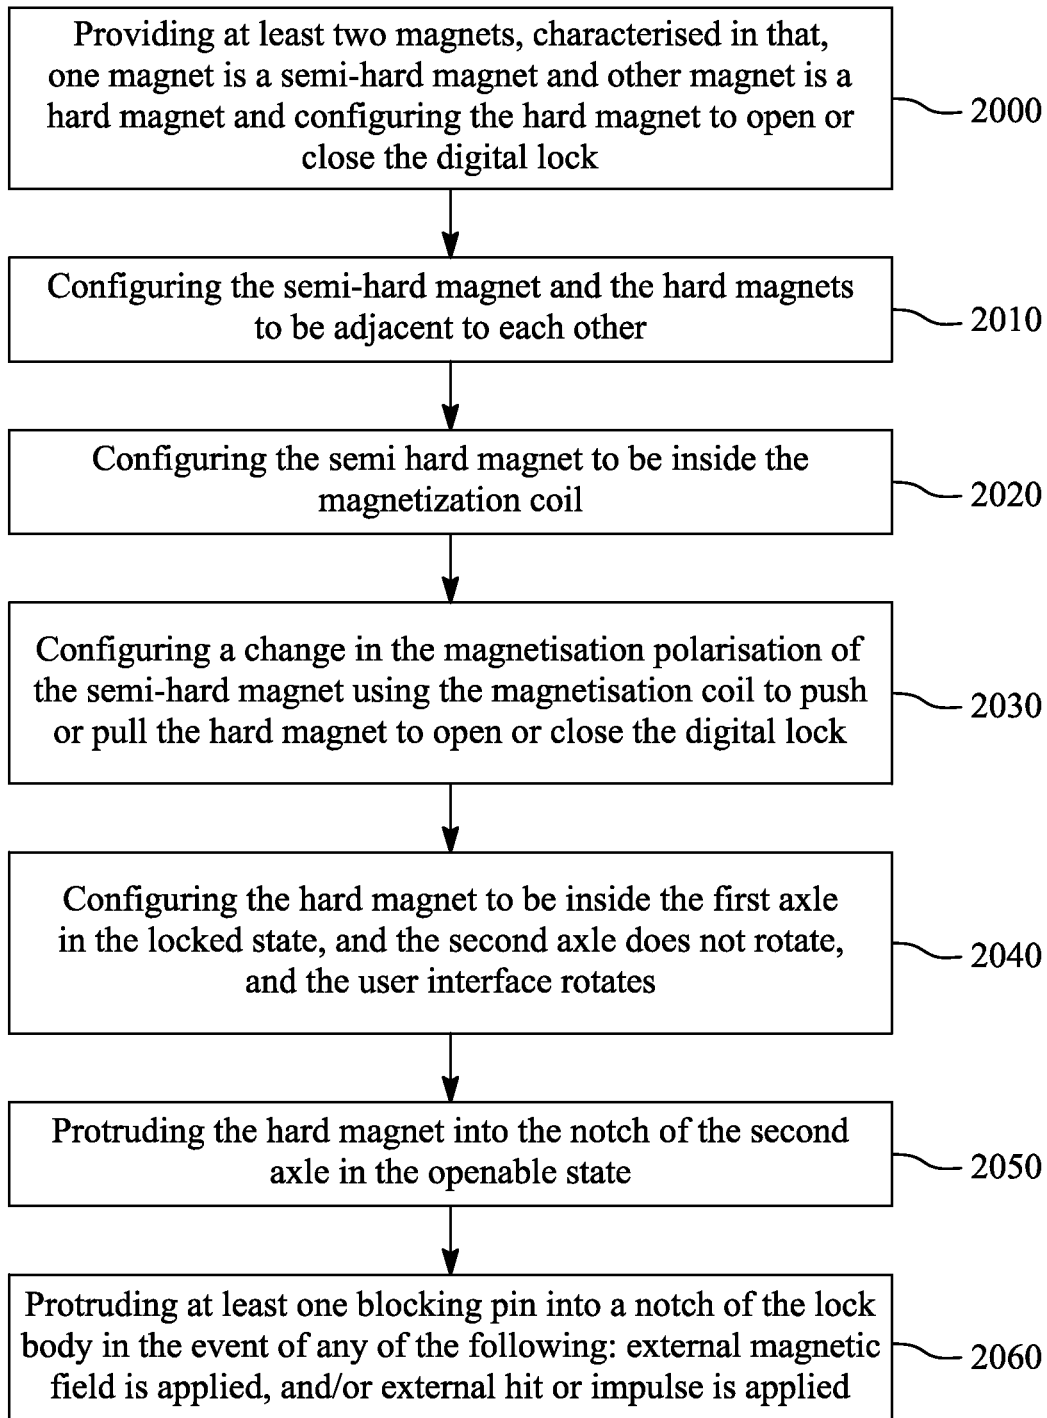 Providing at least two magnets, characterised in that,
one magnet is a semi-hard magnet and other magnet is a
hard magnet and configuring the hard magnet to open or
close the digital lock
2000
Configuring the semi-hard magnet and the hard magnets
to be adjacent to each other
2010
Configuring the semi hard magnet to be inside the
magnetization coil
2020
Configuring a change in the magnetisation polarisation of
the semi-hard magnet using the magnetisation coil to push
or pull the hard magnet to open or close the digital lock
2030
Configuring the hard magnet to be inside the first axle
in the locked state, and the second axle does not rotate,
and the user interface rotates
2040
Protruding the hard magnet into the notch of the second
axle in the openable state
2050
Protruding at least one blocking pin into a notch of the lock
body in the event of any of the following: external magnetic
field is applied, and/or external hit or impulse is applied
2060